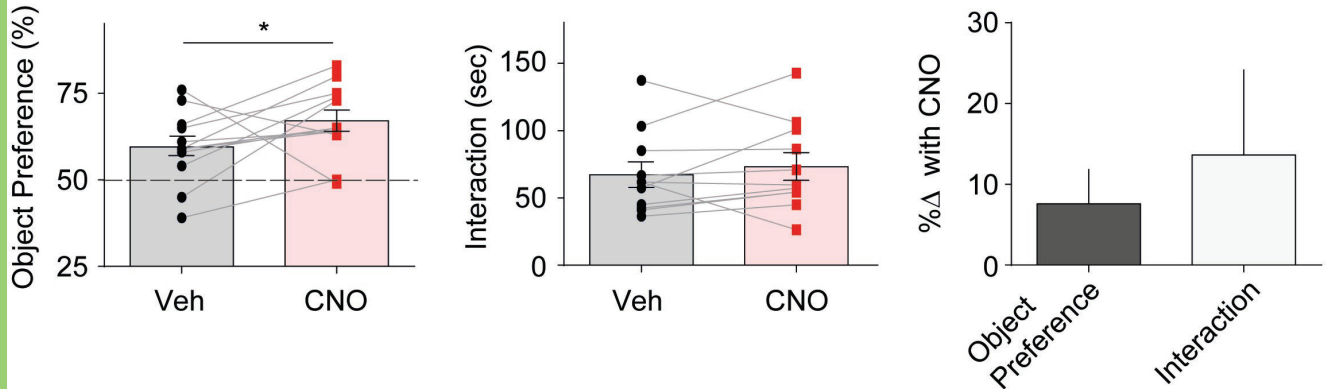 Object Preference (%)
75
50
25
*
Veh
CNO
Interaction (sec)
150
100
50
0
Veh
CNO
%Δ with CNO
30
20
10
0
Object
Preference
Interaction